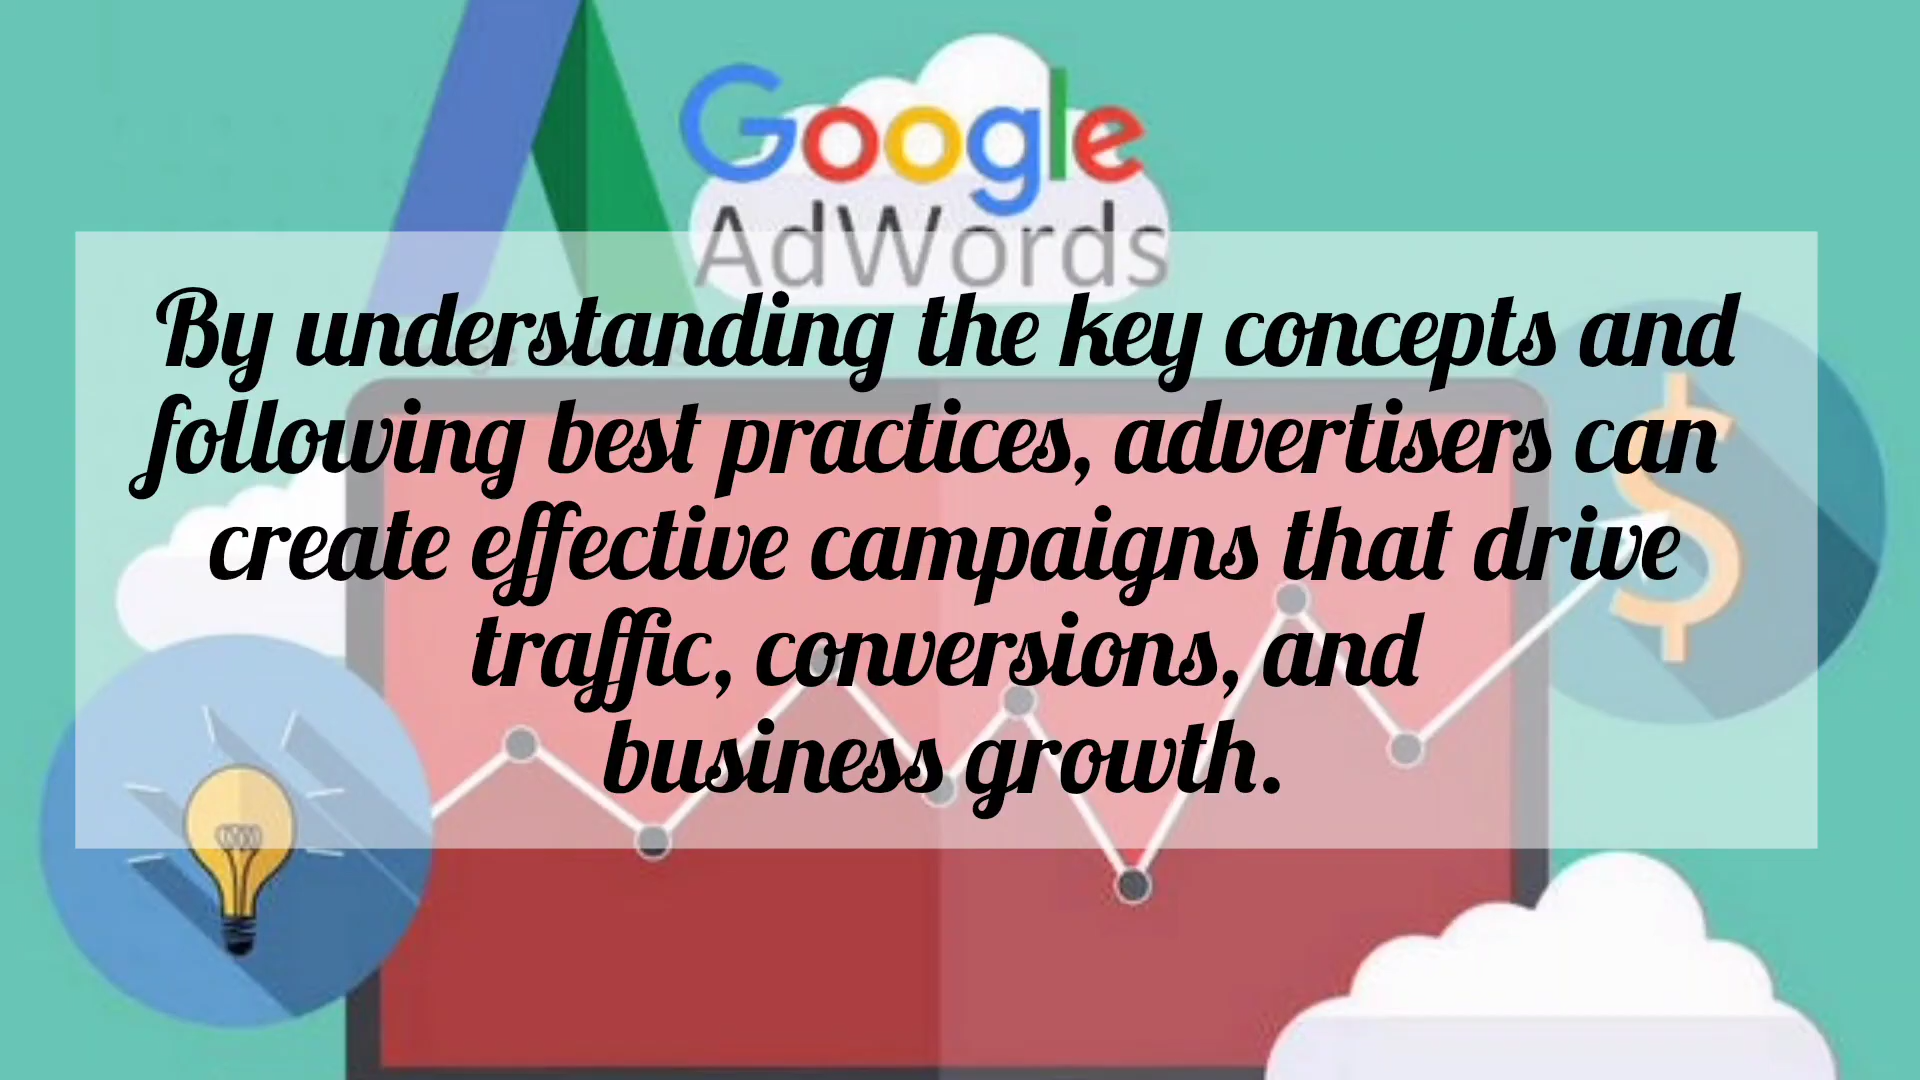 Google
AdWords
By understanding the key concepts and
following best practices, advertisers can
create effective campaigns that drive
traffic, conversions, and
business growth.